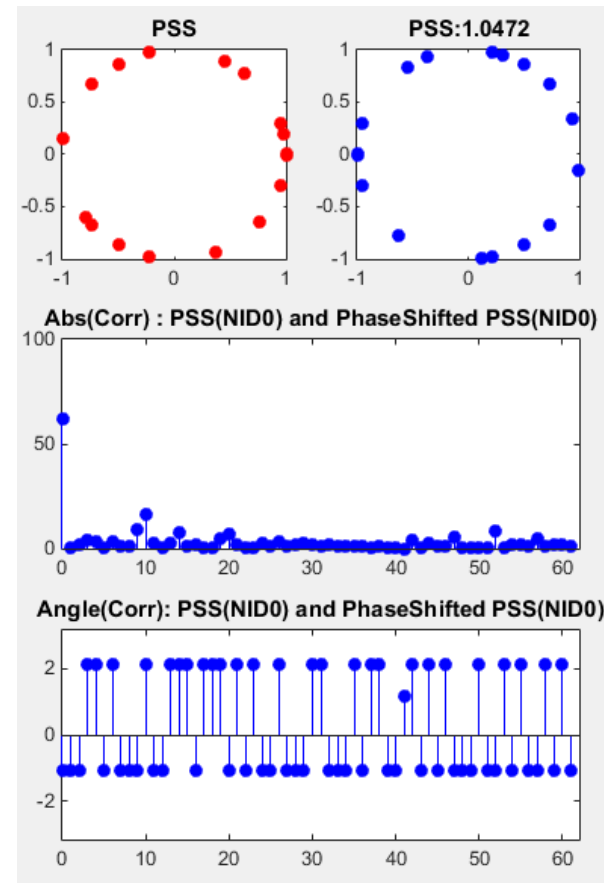 PSS
PSS:1.0472
1
0.5
0
-0.5
-1
-1 0 1
1
0.5
0
-0.5
-1
0 1
Abs(Corr) : PSS(NID0) and PhaseShifted PSS(NID0)
100
50
0
0 10 20 30 40 50 60
Angle(Corr): PSS(NID0) and PhaseShifted PSS(NID0)
2
0
-2
0 10 20 30 40 50 60